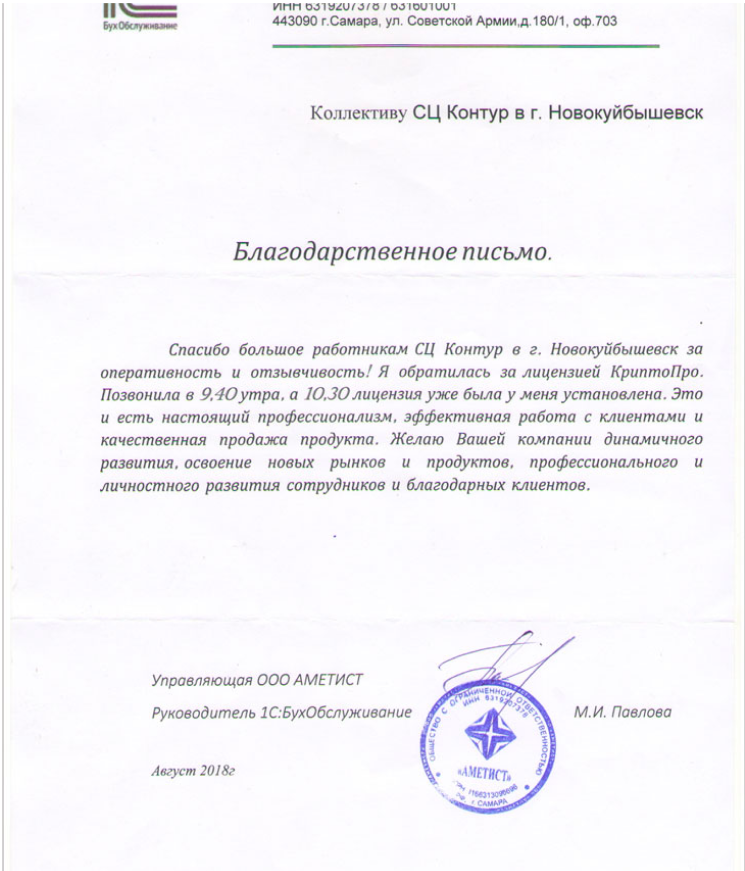 БухОбслуживание
ИНН 6319207378 / 631601001
443090 г.Самара, ул. Советской Армии,д.180/1, оф.703
Коллективу СЦ Контур в г. Новокуйбышевск
Благодарственное письмо.
Спасибо большое работникам СЦ Контур в г. Новокуйбышевск за
оперативность и отзывчивость! Я обратилась за лицензией КриптоПро.
Позвонила в 9,40 утра, а 10,30 лицензия уже была у меня установлена. Это
и есть настоящий профессионализм, эффективная работа с клиентами и
качественная продажа продукта. Желаю Вашей компании динамичного
развития, освоение новых рынков и продуктов, профессионального и
личностного развития сотрудников и благодарных клиентов.
Управляющая ООО АМЕТИСТ
Руководитель 1С:БухОбслуживание
М.И. Павлова
ОБЩЕСТВО С ОГРАНИЧЕННОЙ ОТВЕТСТВЕННОСТЬЮ
ИНН 6319207378
«АМЕТИСТ»
г. САМАРА
Август 2018г